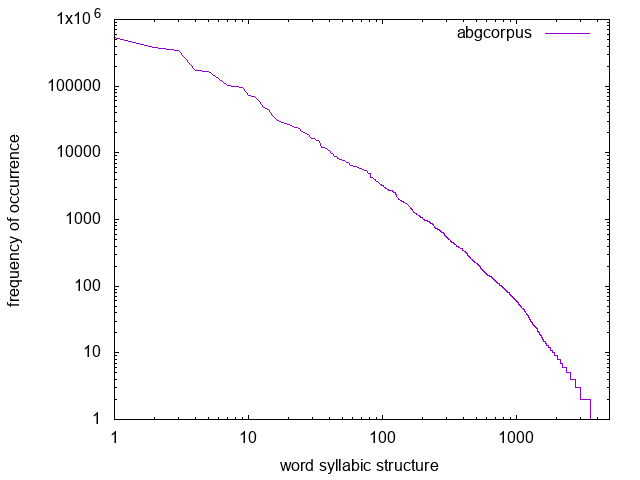 1x10^6
abgcorpus
100000
10000
1000
100
10
1
1 10 100 1000
frequency of occurrence
word syllabic structure